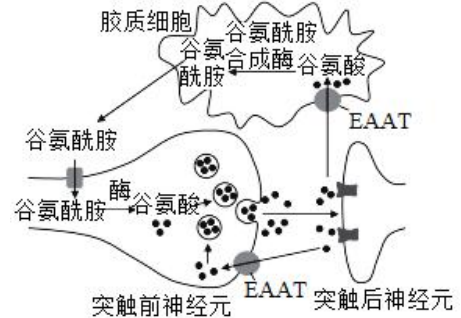 胶质细胞
谷氨酰胺
谷氨
酰胺
合成酶
谷氨酸
EAAT
谷氨酰胺
谷氨酰胺
酶
谷氨酸
突触前神经元
EAAT
突触后神经元